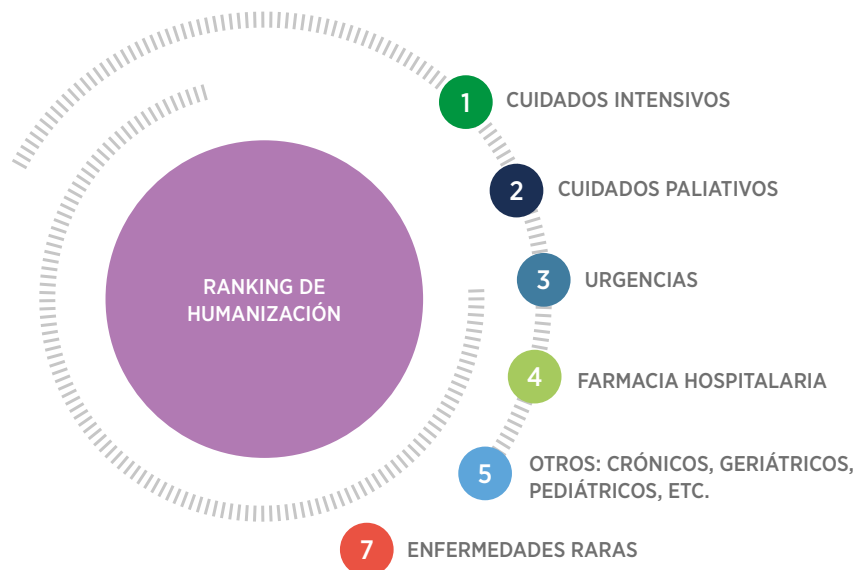 RANKING DE
HUMANIZACIÓN
1 CUIDADOS INTENSIVOS
2 CUIDADOS PALIATIVOS
3 URGENCIAS
4 FARMACIA HOSPITALARIA
5 OTROS: CRÓNICOS, GERIÁTRICOS,
PEDIÁTRICOS, ETC.
7 ENFERMEDADES RARAS